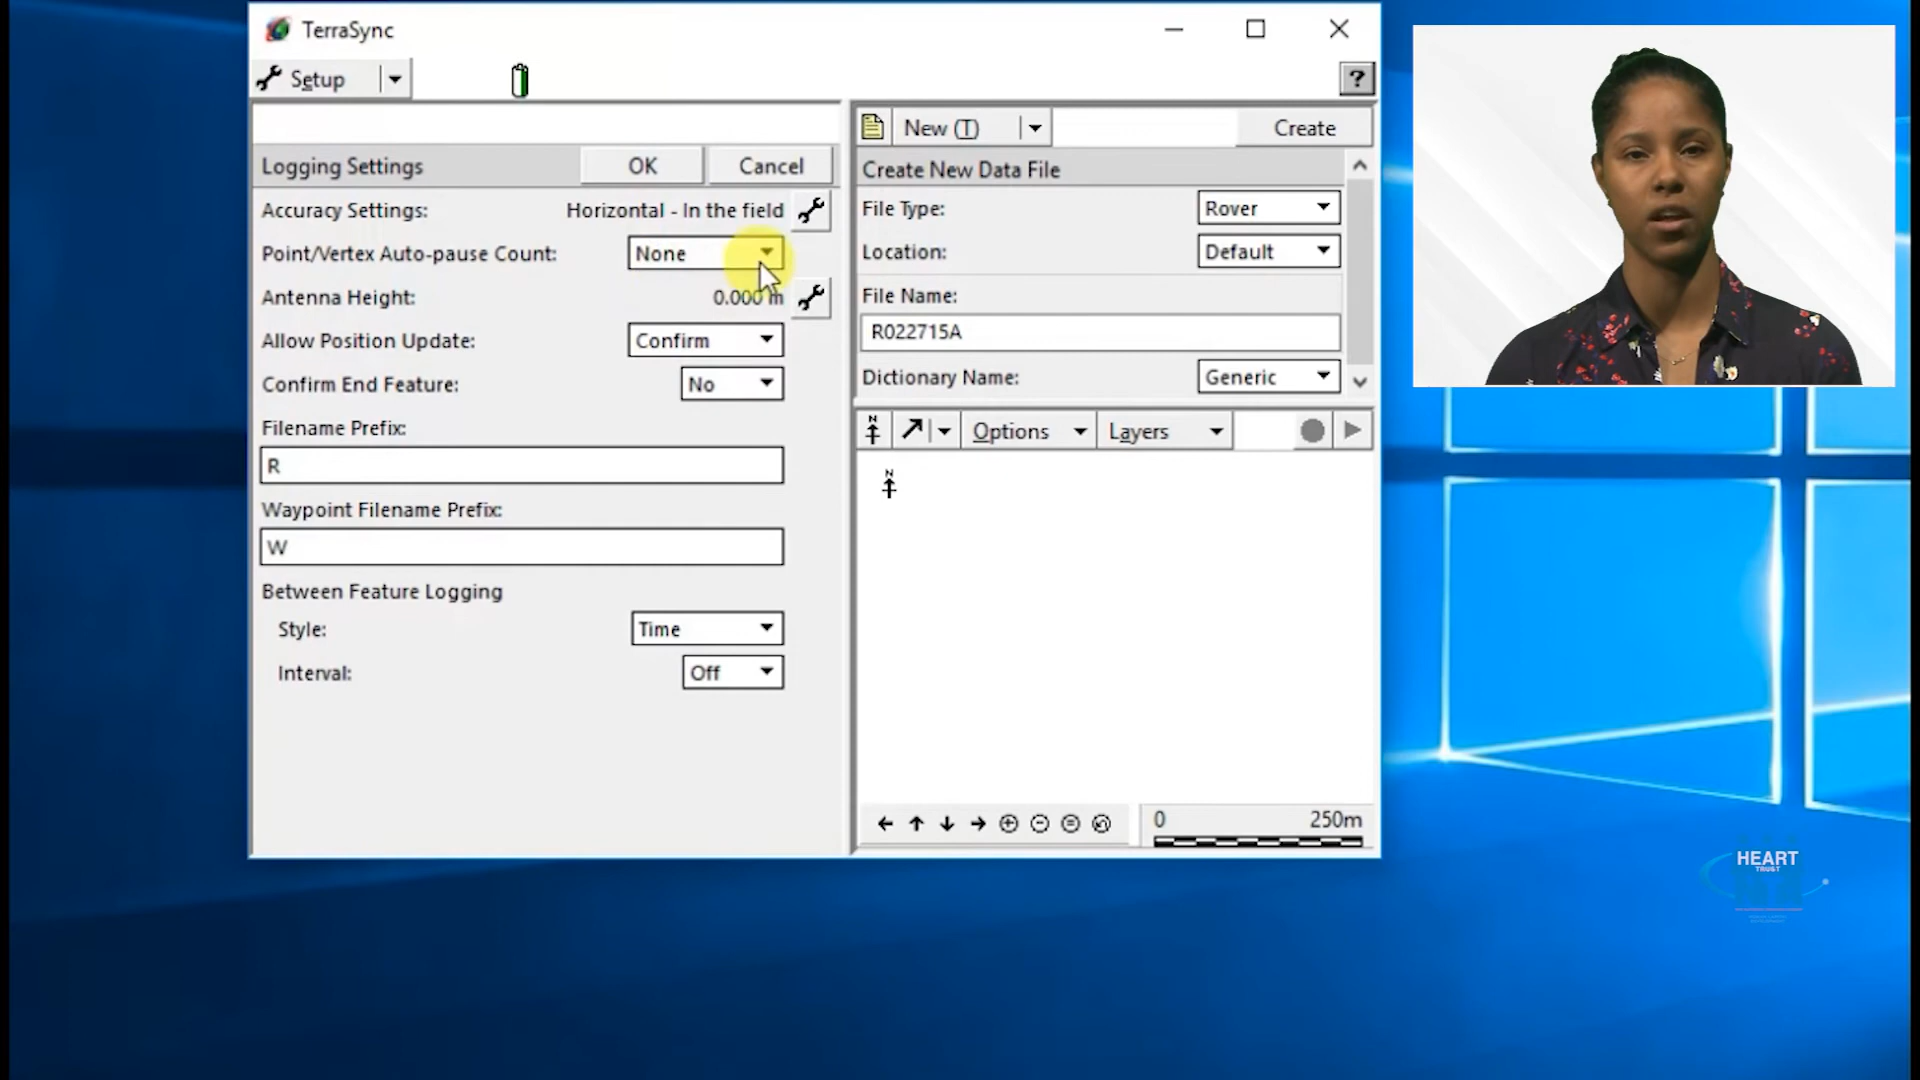 TerraSync
Setup
?
Logging Settings
OK
Cancel
Accuracy Settings:
Horizontal - In the field
Point/Vertex Auto-pause Count:
None
Antenna Height:
0.000 m
Allow Position Update:
Confirm
Confirm End Feature:
No
Filename Prefix:
R
Waypoint Filename Prefix:
W
Between Feature Logging
Style:
Time
Interval:
Off
New (T)
Create
Create New Data File
File Type:
Rover
Location:
Default
File Name:
R022715A
Dictionary Name:
Generic
N
Options
Layers
N
0
250m
HEART
TRUST